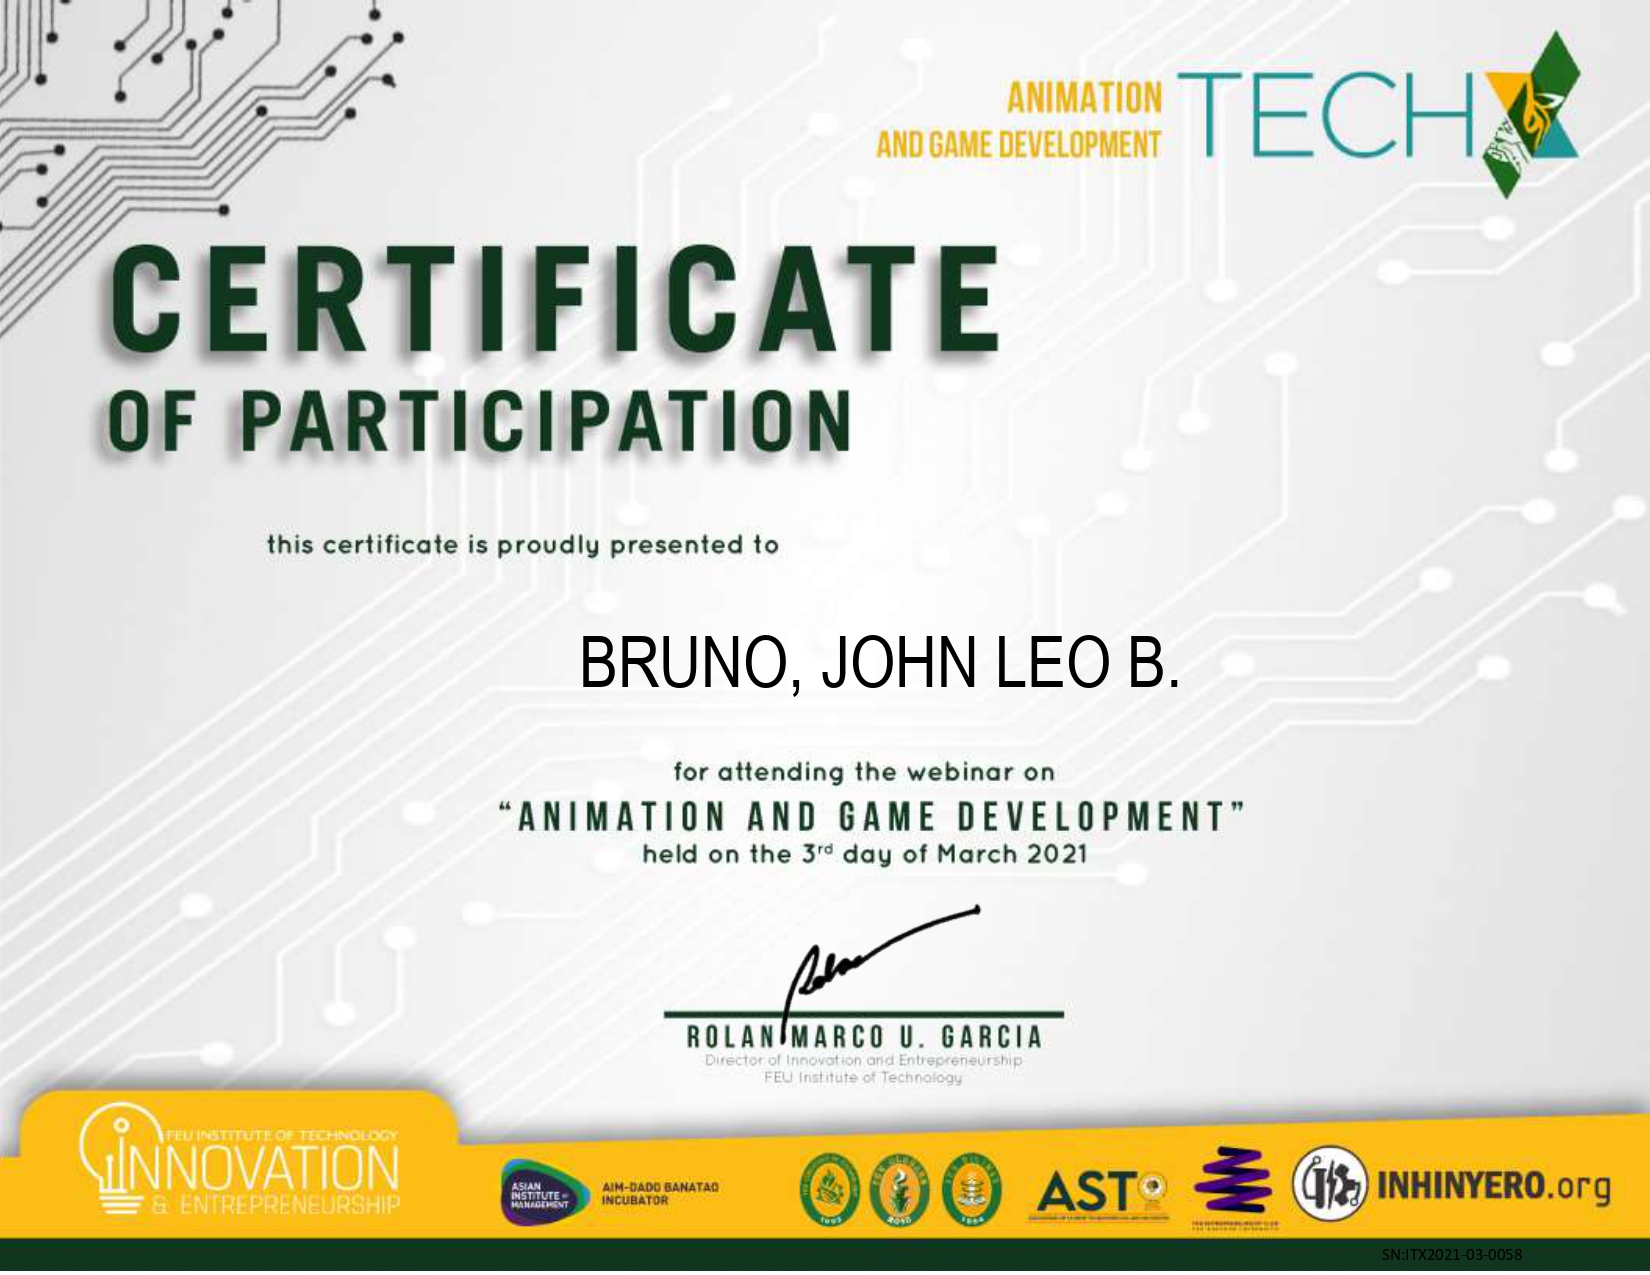 ANIMATION
AND GAME DEVELOPMENT
TECHX
CERTIFICATE
OF PARTICIPATION
this certificate is proudly presented to
BRUNO, JOHN LEO B.
for attending the webinar on
“ANIMATION AND GAME DEVELOPMENT”
held on the 3rd day of March 2021
ROLAN MARCO U. GARCIA
Director of Innovation and Entrepreneurship
FEU Institute of Technology
FEU INSTITUTE OF TECHNOLOGY
INNOVATION
& ENTREPRENEURSHIP
ASIAN
INSTITUTE OF
MANAGEMENT
AIM-DADO BANATAO
INCUBATOR
AST
INHINYERO.org
SN:ITX2021-03-0058